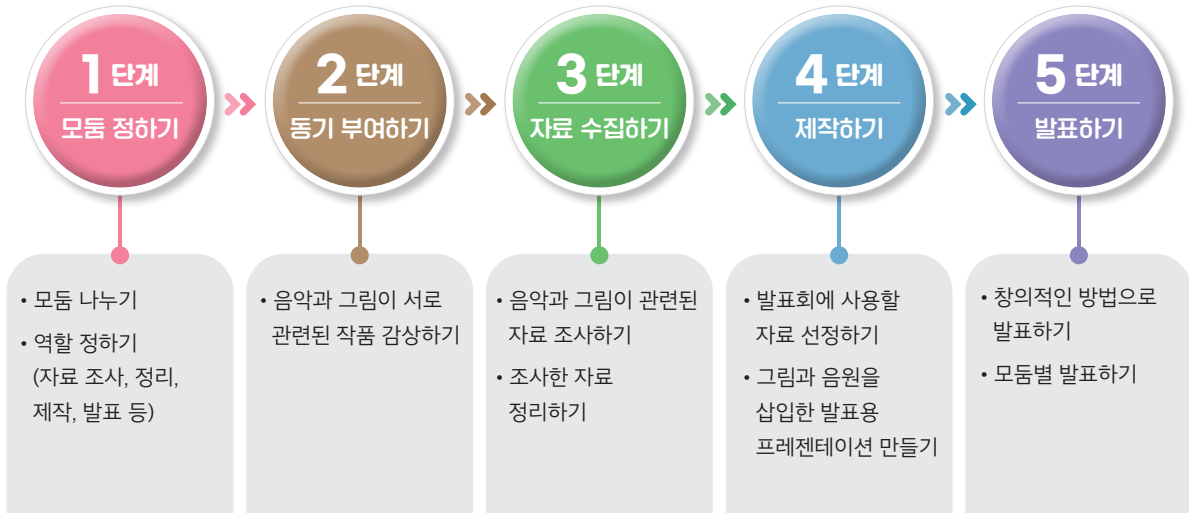 1 단계
모둠 정하기
• 모둠 나누기
• 역할 정하기
(자료 조사, 정리,
제작, 발표 등)
2 단계
동기 부여하기
• 음악과 그림이 서로
관련된 작품 감상하기
3 단계
자료 수집하기
• 음악과 그림이 관련된
자료 조사하기
• 조사한 자료
정리하기
4 단계
제작하기
• 발표회에 사용할
자료 선정하기
• 그림과 음원을
삽입한 발표용
프레젠테이션 만들기
5 단계
발표하기
• 창의적인 방법으로
발표하기
• 모둠별 발표하기